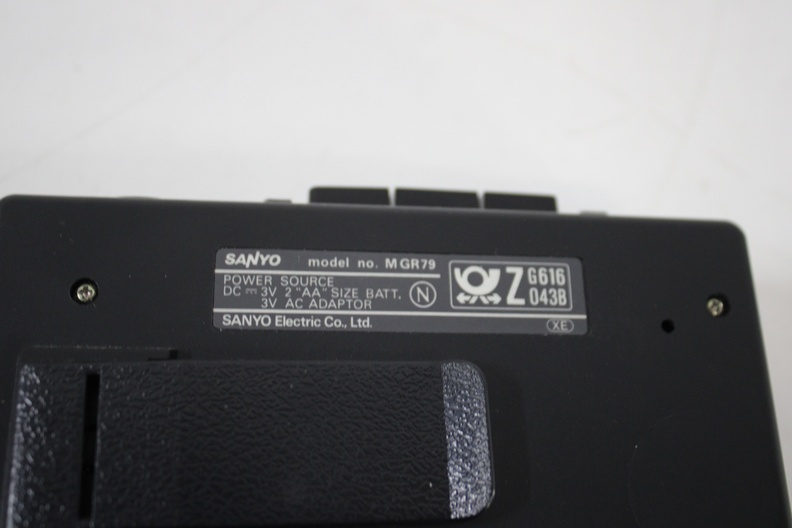 SANYO model no. MGR79
POWER SOURCE
DC ⎓ 3V 2 "AA" SIZE BATT.
3V AC ADAPTOR
N
Z G616
043B
SANYO Electric Co., Ltd.
XE